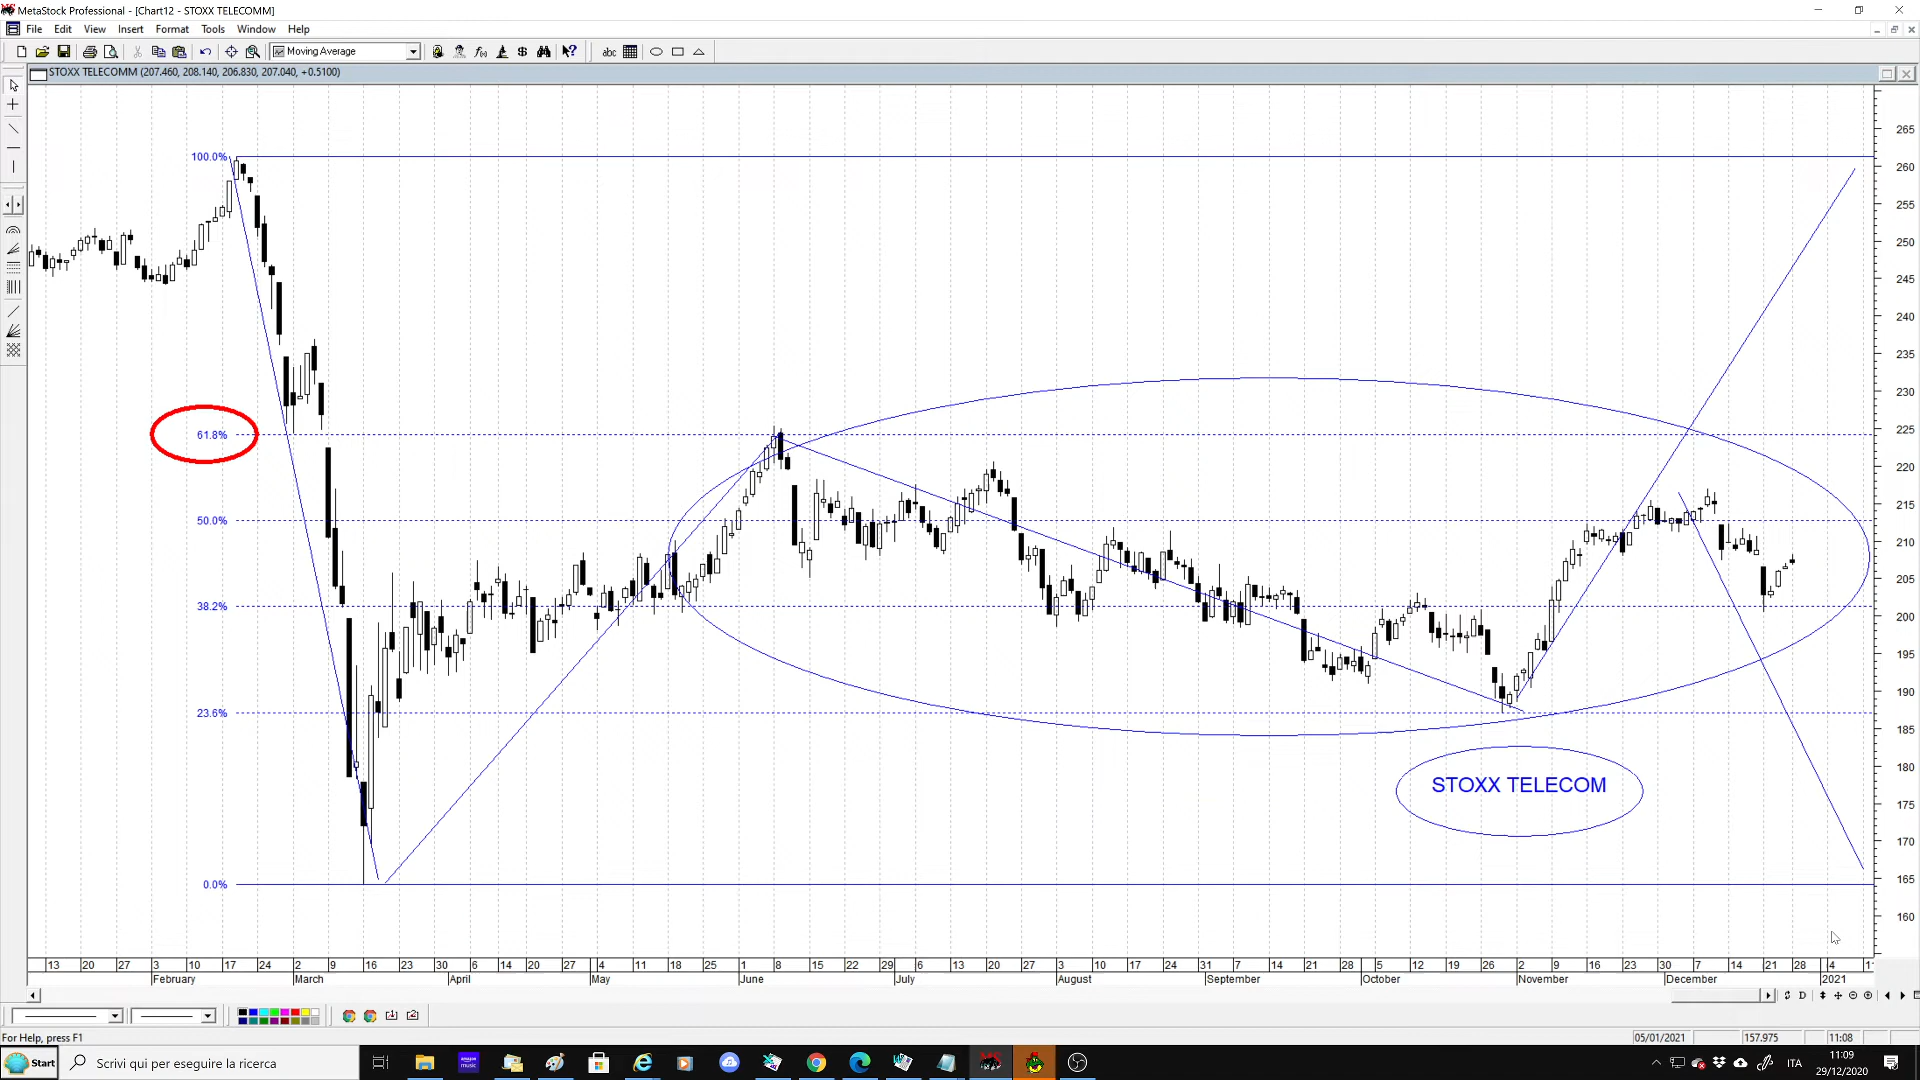 MetaStock Professional - [Chart12 - STOXX TELECOMM]
File Edit View Insert Format Tools Window Help
Moving Average
abc
STOXX TELECOMM (207.460, 208.140, 206.830, 207.040, +0.5100)
265
100.0%
260
255
250
245
240
235
230
61.8%
225
220
215
50.0%
210
205
38.2%
200
195
190
23.6%
185
STOXX TELECOM
180
175
170
0.0%
165
160
13 20 27 3 10 17 24 2 9 16 23 30 6 14 20 27 4 11 18 25 1 8 15 22 29 6 13 20 27 3 10 17 24 31 7 14 21 28 5 12 19 26 2 9 16 23 30 7 14 21 28 4
February March April May June July August September October November December 2021
D
For Help, press F1
05/01/2021 157.975 11:08
Start Scrivi qui per eseguire la ricerca
ITA
11:09
29/12/2020